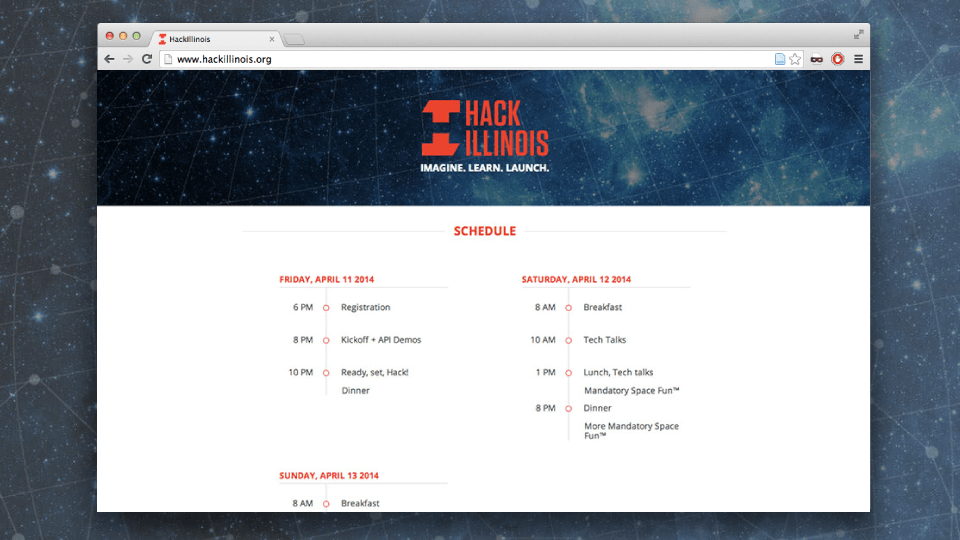 HackIllinois
www.hackillinois.org
HACK
ILLINOIS
IMAGINE. LEARN. LAUNCH.
SCHEDULE
FRIDAY, APRIL 11 2014
6 PM Registration
8 PM Kickoff + API Demos
10 PM Ready, set, Hack!
Dinner
SATURDAY, APRIL 12 2014
8 AM Breakfast
10 AM Tech Talks
1 PM Lunch, Tech talks
Mandatory Space Fun™
8 PM Dinner
More Mandatory Space
Fun™
SUNDAY, APRIL 13 2014
8 AM Breakfast